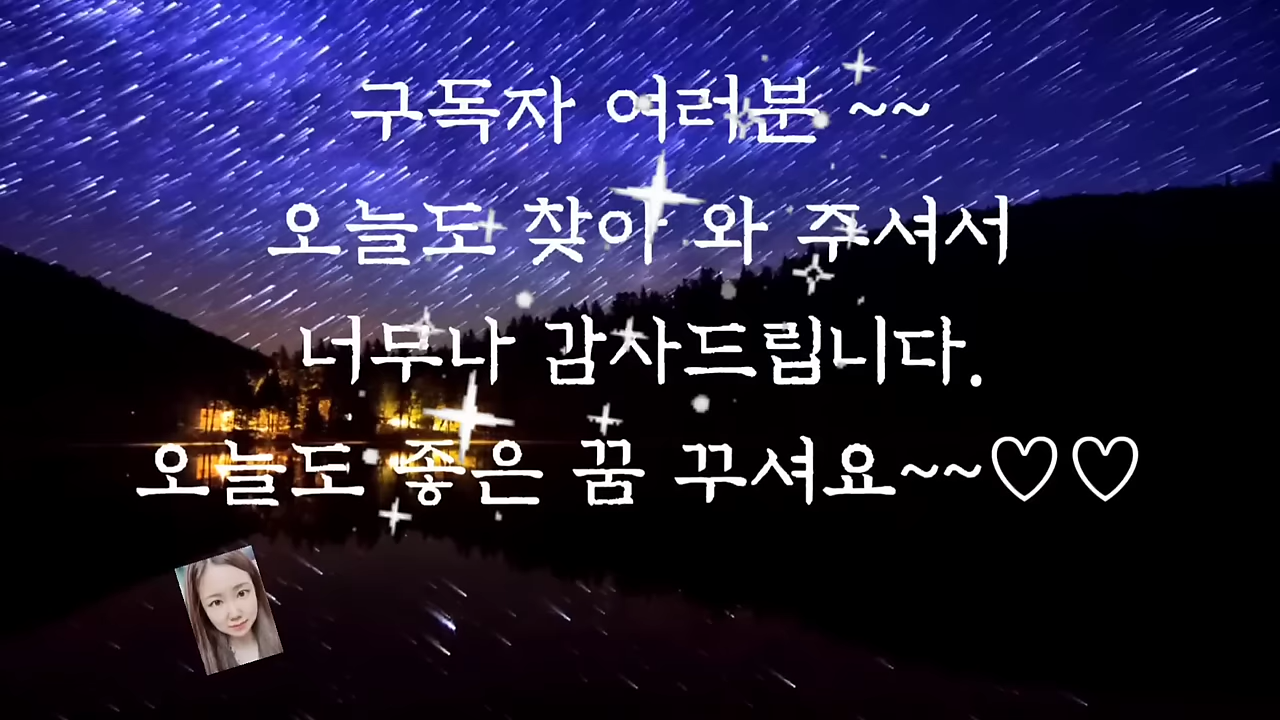 구독자 여러분 ~~
오늘도 찾아 와 주셔서
너무나 감사드립니다.
오늘도 좋은 꿈 꾸셔요~~♡♡